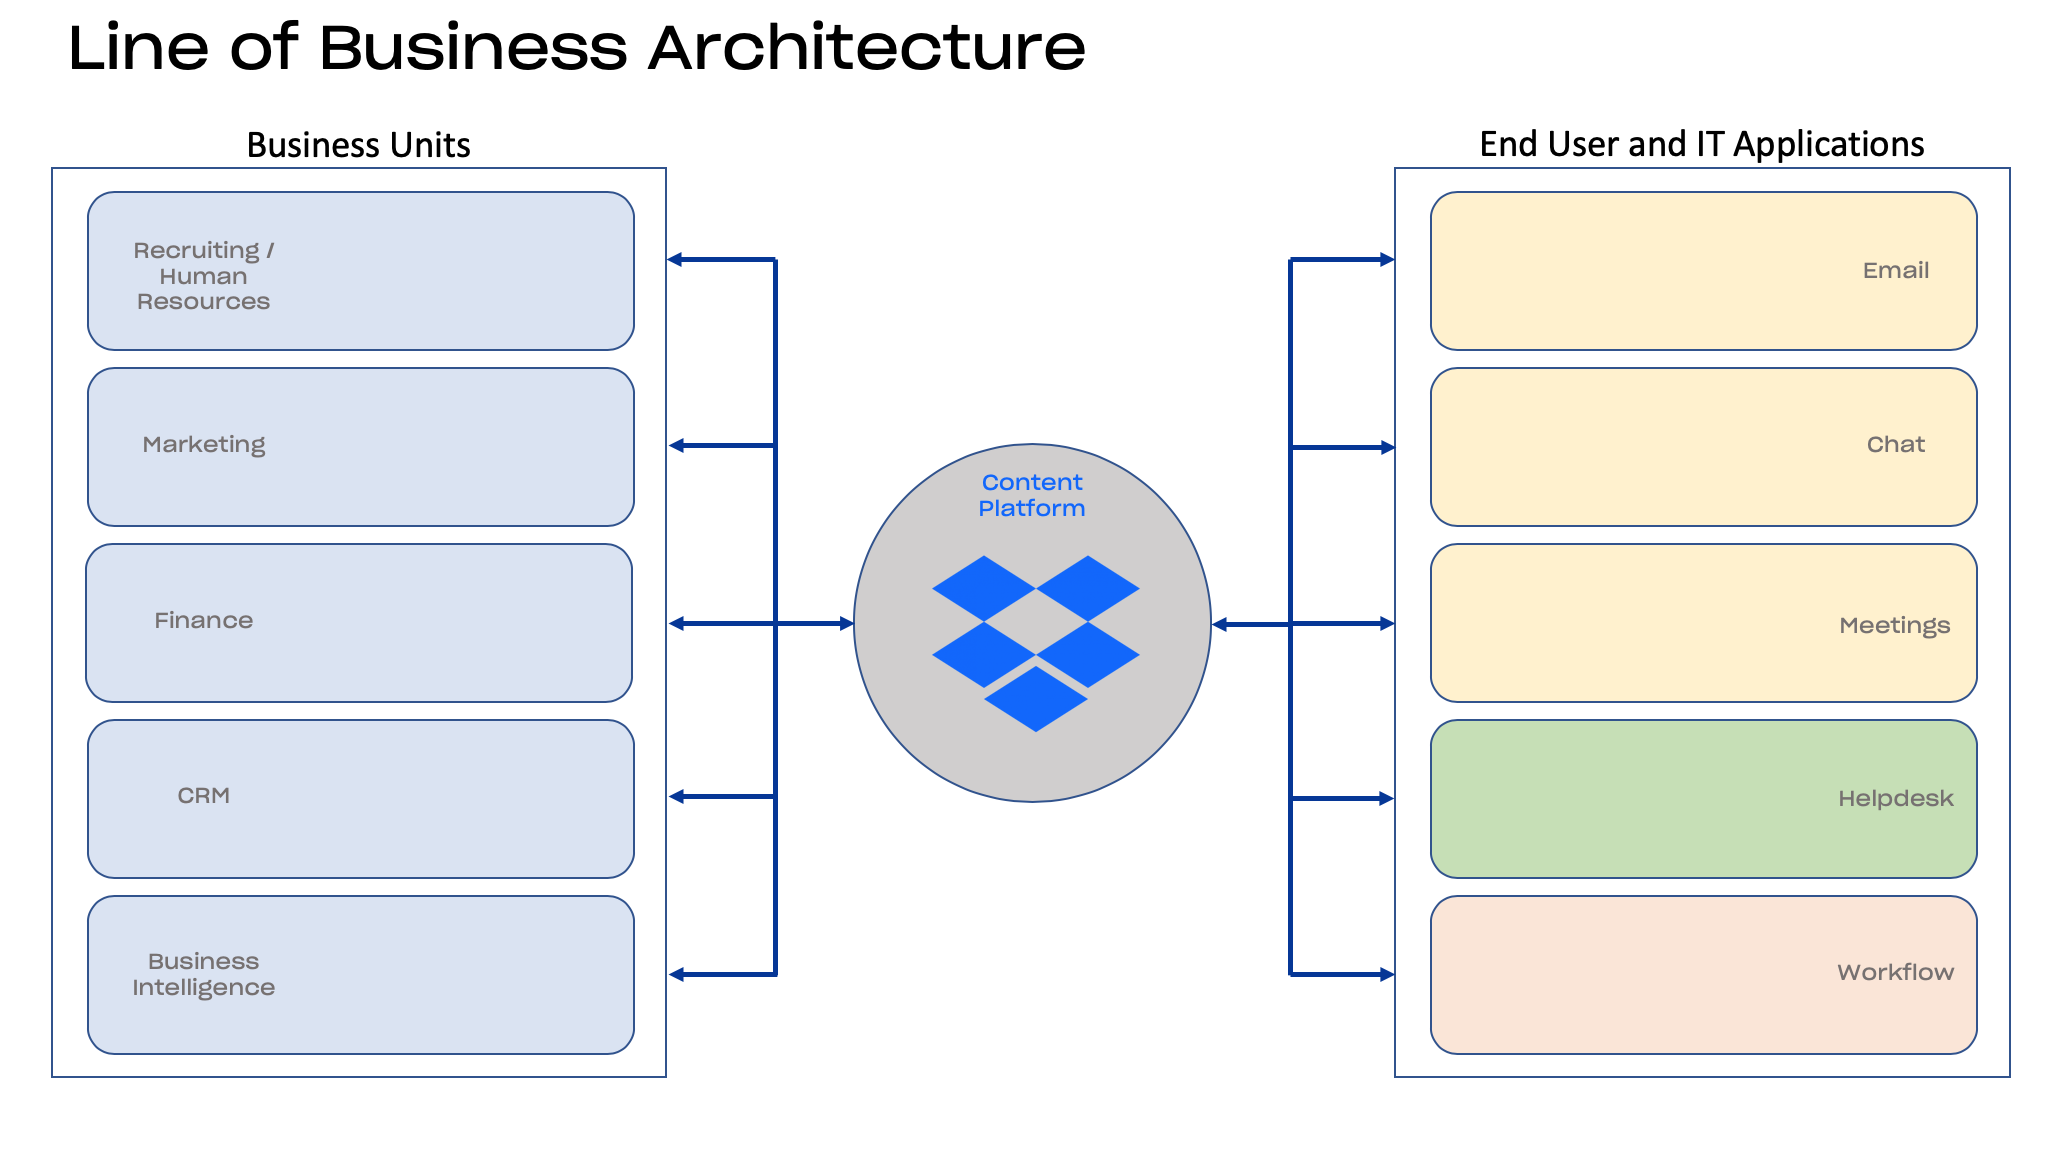 Line of Business Architecture
Business Units
Recruiting /
Human
Resources
Marketing
Finance
CRM
Business
Intelligence
Content
Platform
End User and IT Applications
Email
Chat
Meetings
Helpdesk
Workflow